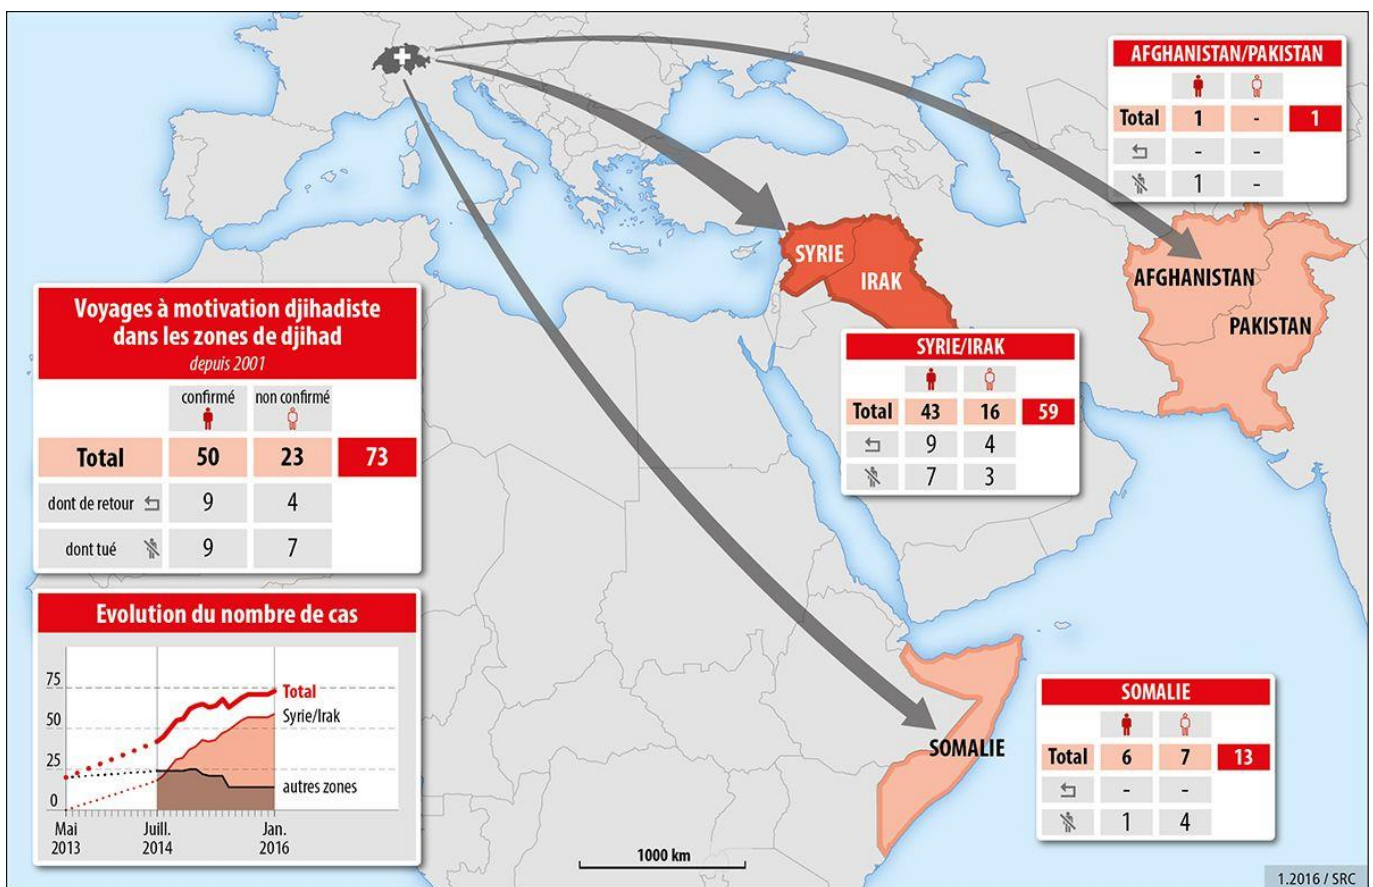 AFGHANISTAN/PAKISTAN
Total 1 - 1
- -
1 -
SYRIE
IRAK
AFGHANISTAN
PAKISTAN
Voyages à motivation djihadiste
dans les zones de djihad
depuis 2001
confirmé non confirmé
Total 50 23 73
dont de retour 9 4
dont tué 9 7
SYRIE/IRAK
Total 43 16 59
9 4
7 3
Evolution du nombre de cas
75
50
25
0
Total
Syrie/Irak
autres zones
Mai
2013
Juill.
2014
Jan.
2016
SOMALIE
SOMALIE
Total 6 7 13
- -
1 4
1000 km
1.2016 / SRC